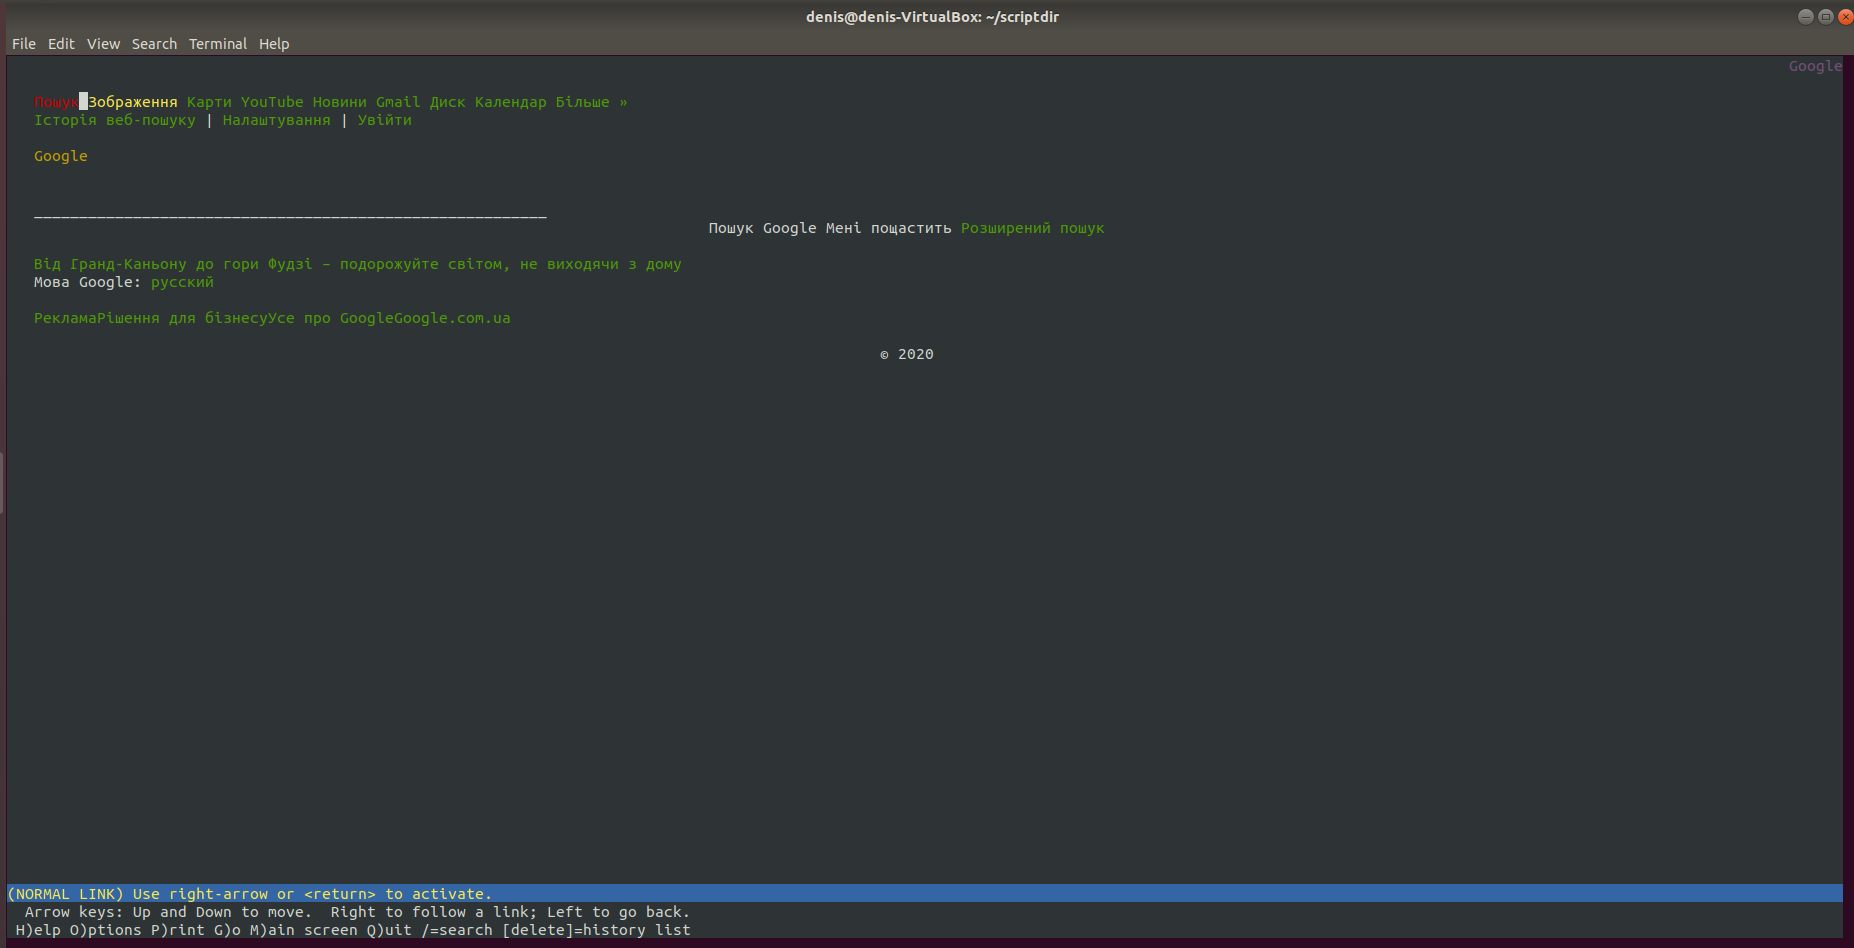 denis@denis-VirtualBox: ~/scriptdir
File Edit View Search Terminal Help
Google
Пошук Зображення Карти YouTube Новини Gmail Диск Календар Більше »
Історія веб-пошуку | Налаштування | Увійти
Google
_________________________________________________________
Пошук Google Мені пощастить Розширений пошук
Від Ґранд-Каньону до гори Фудзі – подорожуйте світом, не виходячи з дому
Мова Google: русский
РекламаРішення для бізнесуУсе про GoogleGoogle.com.ua
© 2020
(NORMAL LINK) Use right-arrow or <return> to activate.
Arrow keys: Up and Down to move.  Right to follow a link; Left to go back.
H)elp O)ptions P)rint G)o M)ain screen Q)uit /=search [delete]=history list